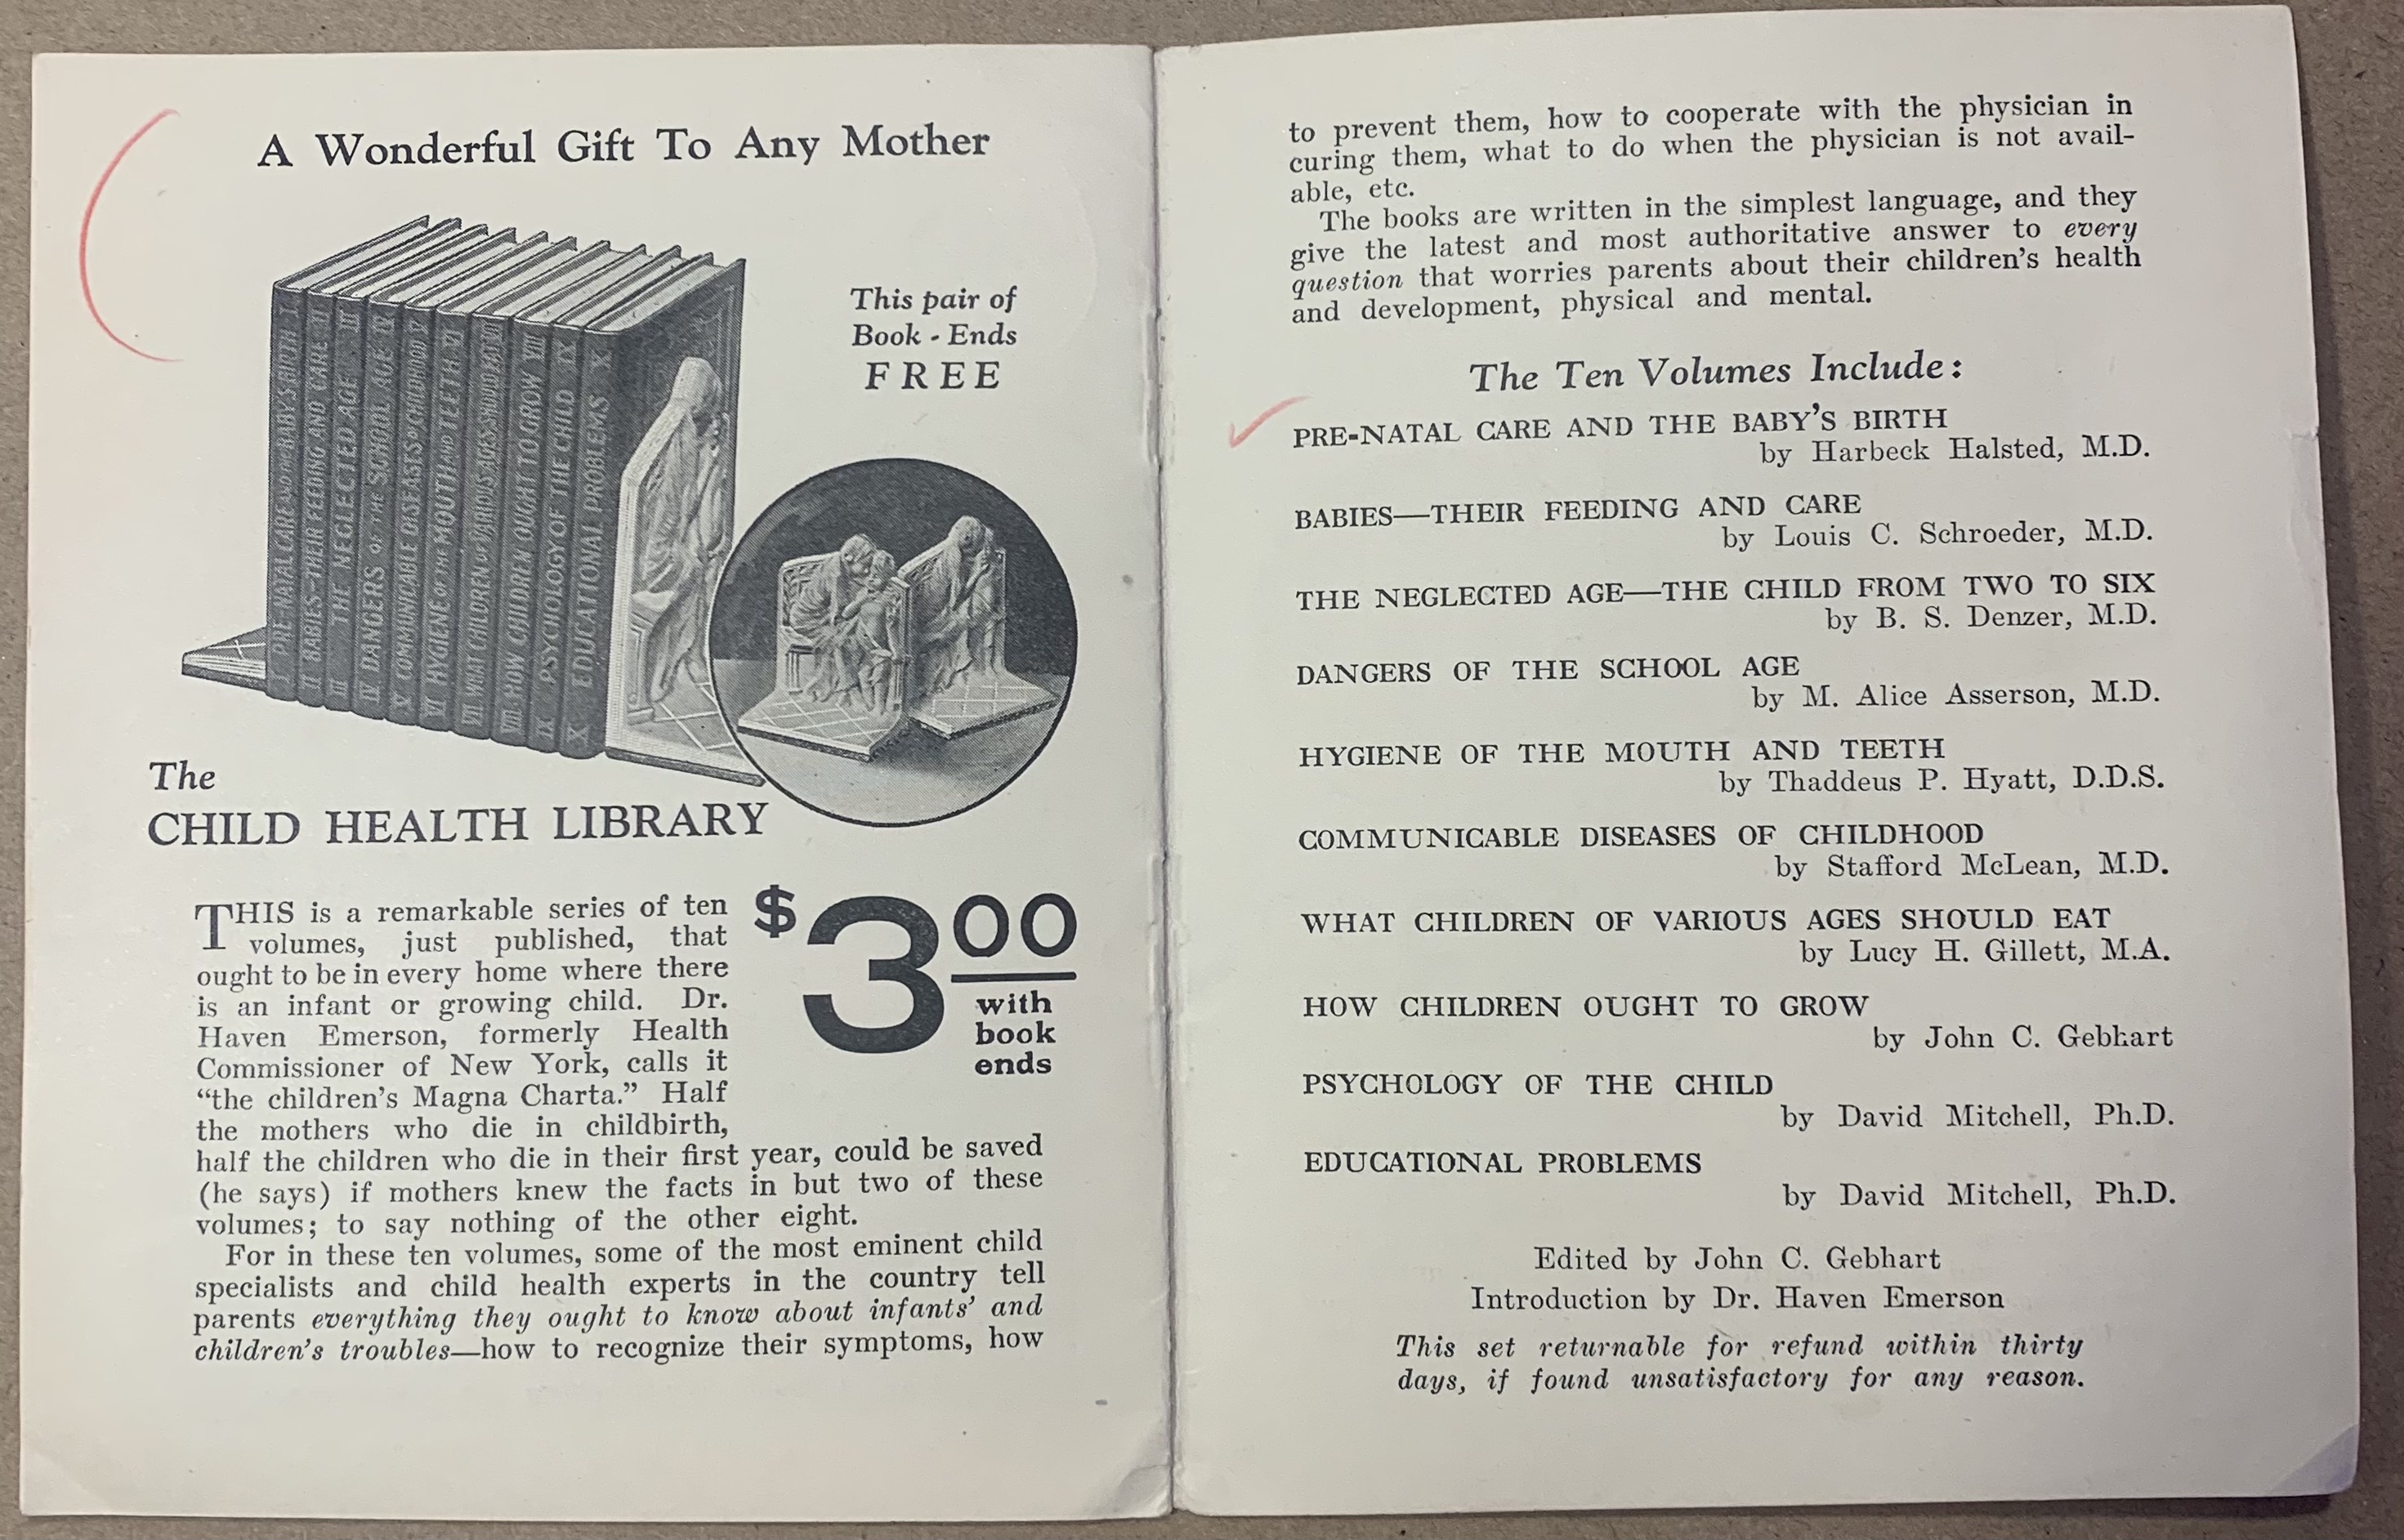 A Wonderful Gift To Any Mother
This pair of
Book - Ends
FREE
I PRE-NATAL CARE AND THE BABY'S BIRTH I
II BABIES-THEIR FEEDING AND CARE II
III THE NEGLECTED AGE III
IV DANGERS OF THE SCHOOL AGE IV
V COMMUNICABLE DISEASES OF CHILDHOOD V
VI HYGIENE OF THE MOUTH AND TEETH VI
VII WHAT CHILDREN OF VARIOUS AGES SHOULD EAT VII
VIII HOW CHILDREN OUGHT TO GROW VIII
IX PSYCHOLOGY OF THE CHILD IX
X EDUCATIONAL PROBLEMS X
The
CHILD HEALTH LIBRARY
THIS is a remarkable series of ten
volumes, just published, that
ought to be in every home where there
is an infant or growing child. Dr.
Haven Emerson, formerly Health
Commissioner of New York, calls it
“the children’s Magna Charta.” Half
the mothers who die in childbirth,
half the children who die in their first year, could be saved
(he says) if mothers knew the facts in but two of these
volumes; to say nothing of the other eight.
For in these ten volumes, some of the most eminent child
specialists and child health experts in the country tell
parents everything they ought to know about infants’ and
children’s troubles—how to recognize their symptoms, how
$3 00
with
book
ends
to prevent them, how to cooperate with the physician in
curing them, what to do when the physician is not avail-
able, etc.
The books are written in the simplest language, and they
give the latest and most authoritative answer to every
question that worries parents about their children’s health
and development, physical and mental.
The Ten Volumes Include:
PRE-NATAL CARE AND THE BABY’S BIRTH
by Harbeck Halsted, M.D.
BABIES—THEIR FEEDING AND CARE
by Louis C. Schroeder, M.D.
THE NEGLECTED AGE—THE CHILD FROM TWO TO SIX
by B. S. Denzer, M.D.
DANGERS OF THE SCHOOL AGE
by M. Alice Asserson, M.D.
HYGIENE OF THE MOUTH AND TEETH
by Thaddeus P. Hyatt, D.D.S.
COMMUNICABLE DISEASES OF CHILDHOOD
by Stafford McLean, M.D.
WHAT CHILDREN OF VARIOUS AGES SHOULD EAT
by Lucy H. Gillett, M.A.
HOW CHILDREN OUGHT TO GROW
by John C. Gebhart
PSYCHOLOGY OF THE CHILD
by David Mitchell, Ph.D.
EDUCATIONAL PROBLEMS
by David Mitchell, Ph.D.
Edited by John C. Gebhart
Introduction by Dr. Haven Emerson
This set returnable for refund within thirty
days, if found unsatisfactory for any reason.